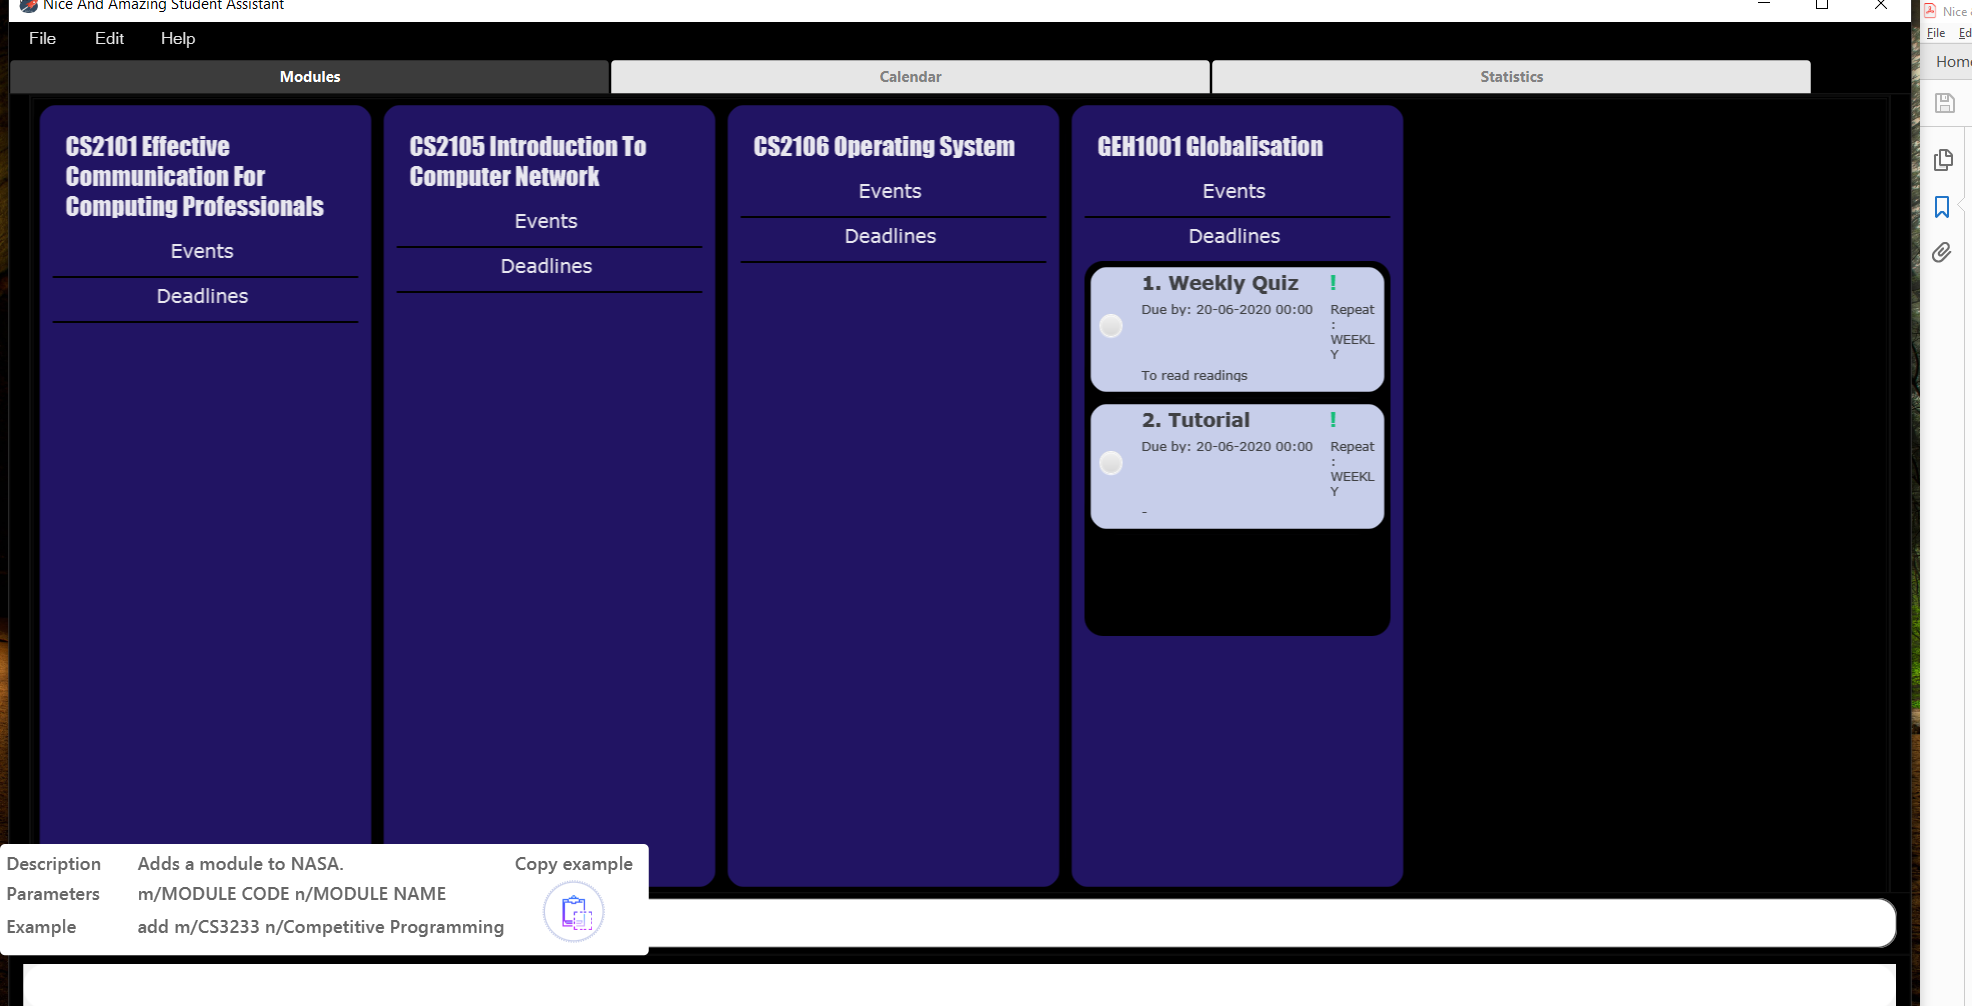 Nice And Amazing Student Assistant
File Edit Help
Modules Calendar Statistics
CS2101 Effective
Communication For
Computing Professionals
Events
Deadlines
CS2105 Introduction To
Computer Network
Events
Deadlines
CS2106 Operating System
Events
Deadlines
GEH1001 Globalisation
Events
Deadlines
1. Weekly Quiz !
Due by: 20-06-2020 00:00
Repeat
:
WEEKL
Y
To read readings
2. Tutorial !
Due by: 20-06-2020 00:00
Repeat
:
WEEKL
Y
-
Description Adds a module to NASA. Copy example
Parameters m/MODULE CODE n/MODULE NAME
Example add m/CS3233 n/Competitive Programming
Nice
File Ed
Hom